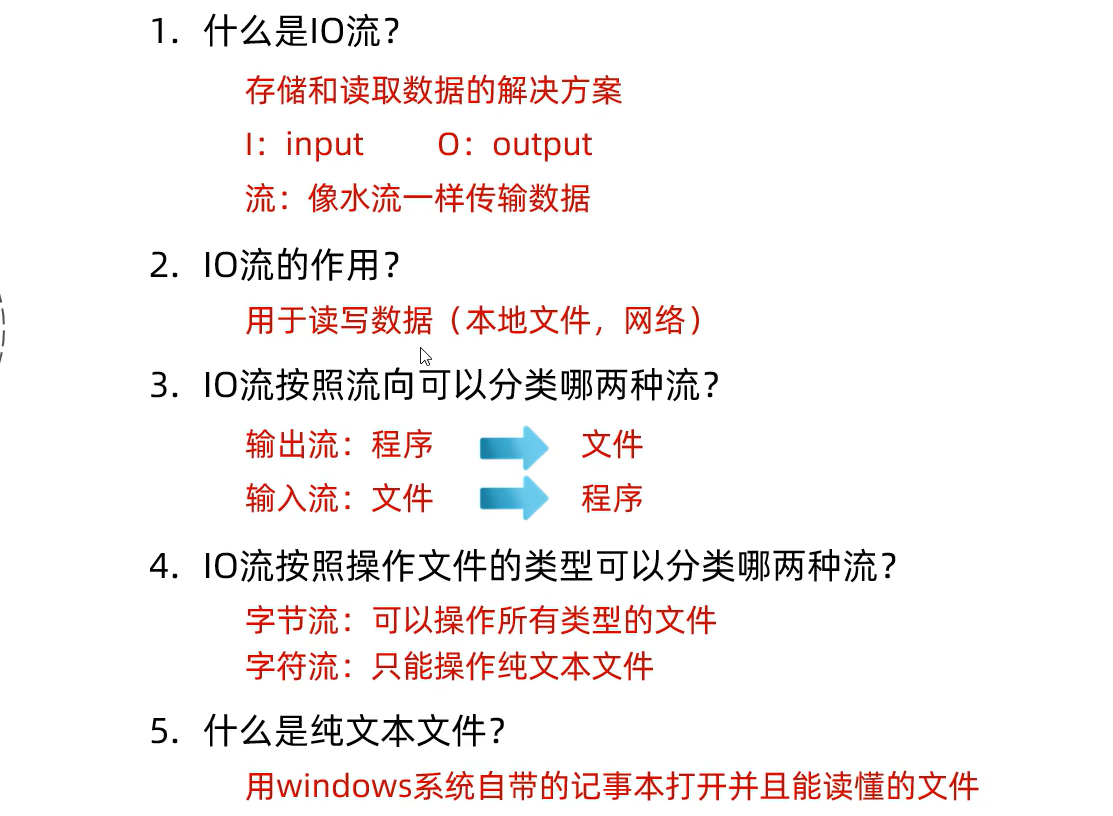 1. 什么是IO流？
存储和读取数据的解决方案
I：input O：output
流：像水流一样传输数据
2. IO流的作用？
用于读写数据（本地文件，网络）
3. IO流按照流向可以分类哪两种流？
输出流：程序 文件
输入流：文件 程序
4. IO流按照操作文件的类型可以分类哪两种流？
字节流：可以操作所有类型的文件
字符流：只能操作纯文本文件
5. 什么是纯文本文件？
用windows系统自带的记事本打开并且能读懂的文件